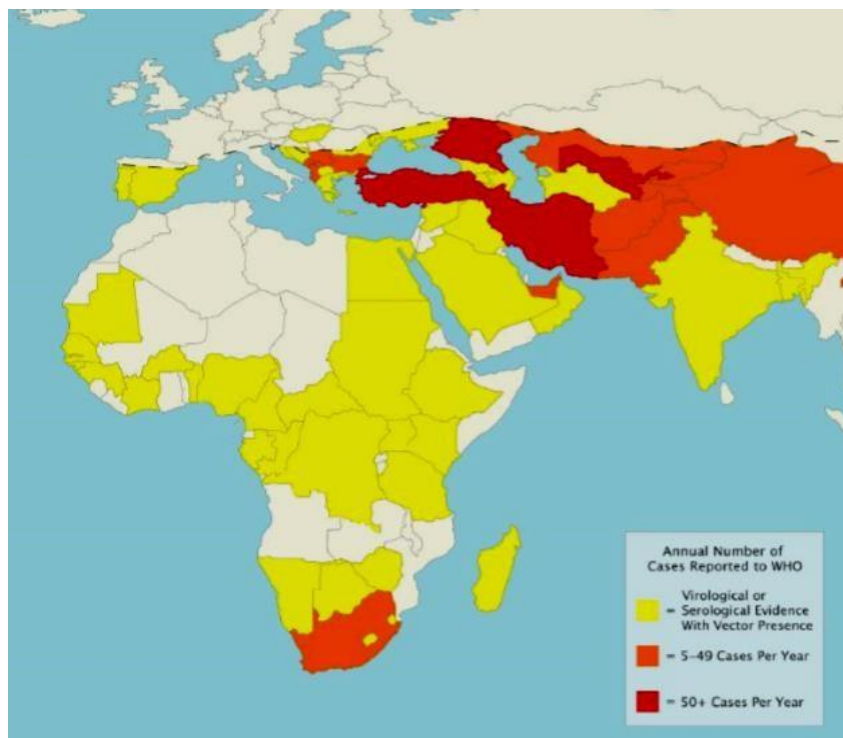 Annual Number of
Cases Reported to WHO
Virological or
= Serological Evidence
With Vector Presence
= 5–49 Cases Per Year
= 50+ Cases Per Year